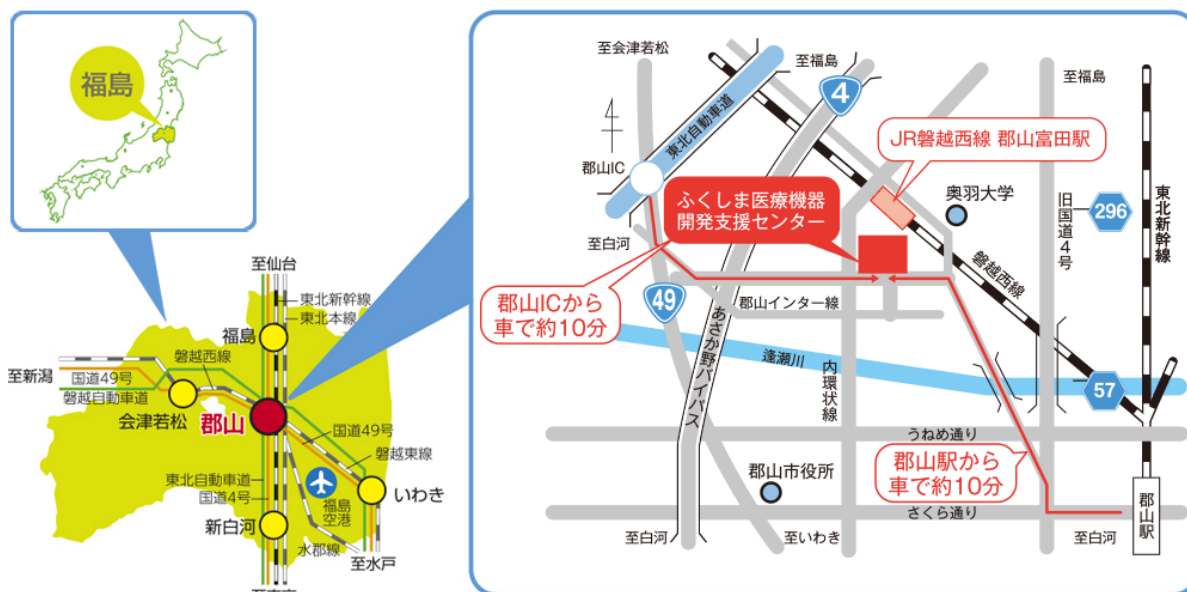 福島
至仙台
東北新幹線
東北本線
福島
磐越西線
至新潟
国道49号
磐越自動車道
会津若松
郡山
国道49号
磐越東線
東北自動車道
国道4号
福島
空港
いわき
新白河
水郡線
至水戸
至会津若松
至福島
4
至福島
東北自動車道
JR磐越西線 郡山富田駅
郡山IC
ふくしま医療機器
開発支援センター
奥羽大学
旧国道4号
296
東北新幹線
至白河
磐越西線
郡山ICから
車で約10分
49
郡山インター線
あさか野バイパス
逢瀬川
内環状線
57
うねめ通り
郡山駅から
車で約10分
郡山市役所
さくら通り
郡山駅
至白河
至いわき
至白河